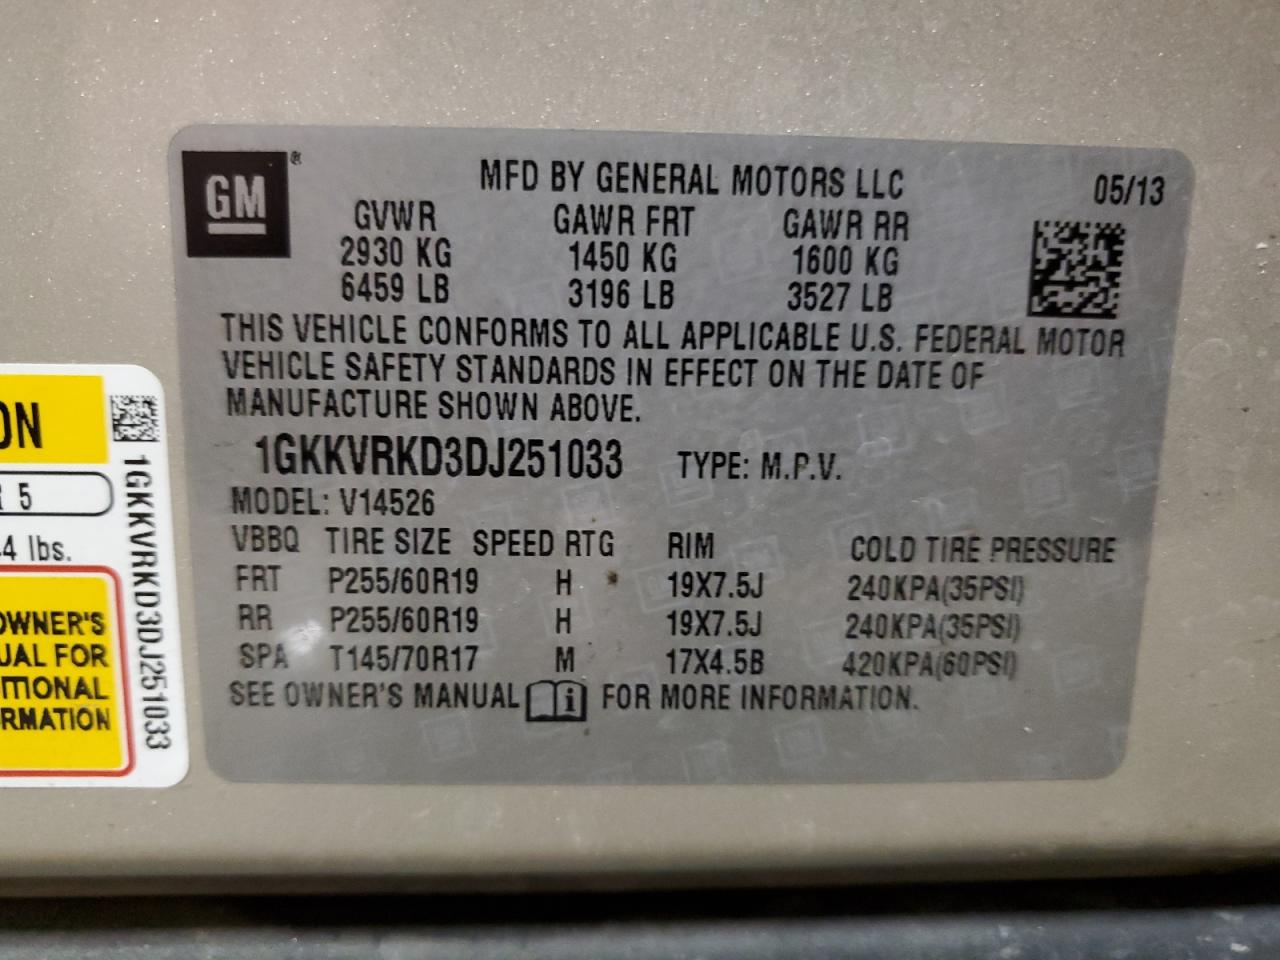 GM®
MFD BY GENERAL MOTORS LLC 05/13
GVWR GAWR FRT GAWR RR
2930 KG 1450 KG 1600 KG
6459 LB 3196 LB 3527 LB
THIS VEHICLE CONFORMS TO ALL APPLICABLE U.S. FEDERAL MOTOR
VEHICLE SAFETY STANDARDS IN EFFECT ON THE DATE OF
MANUFACTURE SHOWN ABOVE.
1GKKVRKD3DJ251033 TYPE: M.P.V.
MODEL: V14526
VBBQ TIRE SIZE SPEED RTG RIM COLD TIRE PRESSURE
FRT P255/60R19 H 19X7.5J 240KPA(35PSI)
RR P255/60R19 H 19X7.5J 240KPA(35PSI)
SPA T145/70R17 M 17X4.5B 420KPA(60PSI)
SEE OWNER'S MANUAL i FOR MORE INFORMATION.
ON
R 5
4 lbs.
OWNER'S
UAL FOR
ITIONAL
RMATION
1GKKVRKD3DJ251033